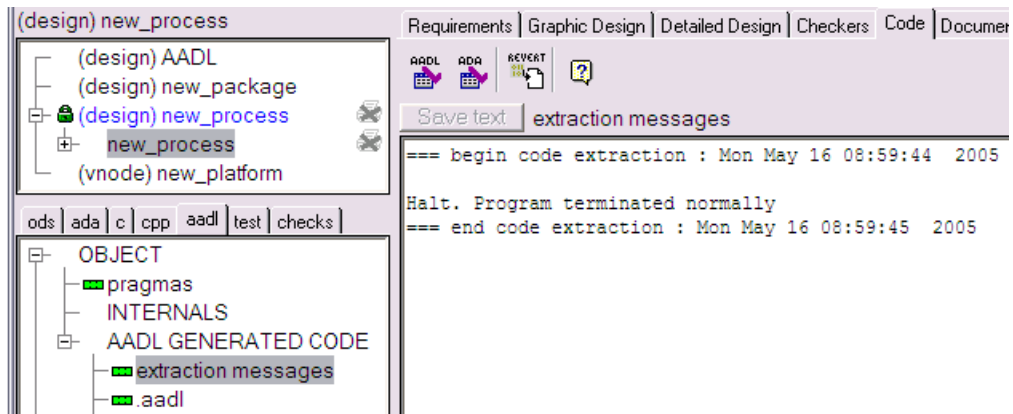 (design) new_process
(design) AADL
(design) new_package
(design) new_process
new_process
(vnode) new_platform
ods ada c cpp aadl test checks
OBJECT
pragmas
INTERNALS
AADL GENERATED CODE
extraction messages
.aadl
Requirements Graphic Design Detailed Design Checkers Code Documen
AADL ADA REVERT
Save text extraction messages
=== begin code extraction : Mon May 16 08:59:44 2005
Halt. Program terminated normally
=== end code extraction : Mon May 16 08:59:45 2005